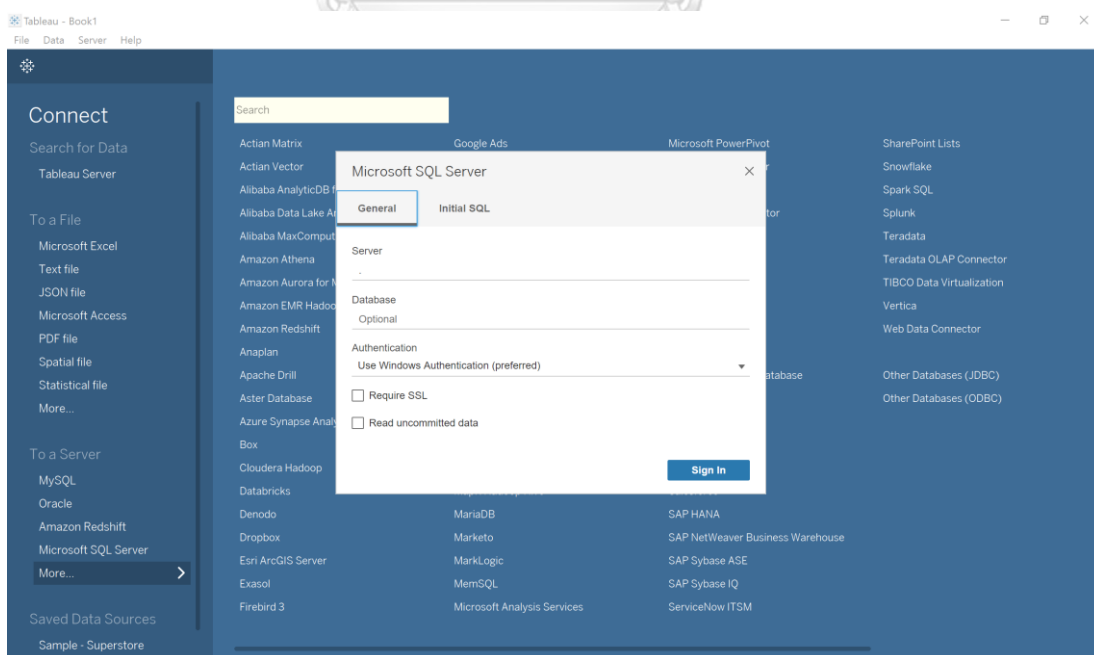 Tableau - Book1
File Data Server Help
Connect
Search for Data
Tableau Server
To a File
Microsoft Excel
Text file
JSON file
Microsoft Access
PDF file
Spatial file
Statistical file
More...
To a Server
MySQL
Oracle
Amazon Redshift
Microsoft SQL Server
More...
Saved Data Sources
Sample - Superstore
Search
Actian Matrix
Actian Vector
Alibaba AnalyticDB f
Alibaba Data Lake An
Alibaba MaxComput
Amazon Athena
Amazon Aurora for M
Amazon EMR Hadoo
Amazon Redshift
Anaplan
Apache Drill
Aster Database
Azure Synapse Analy
Box
Cloudera Hadoop
Databricks
Denodo
Dropbox
Esri ArcGIS Server
Exasol
Firebird 3
Google Ads
MariaDB
Marketo
MarkLogic
MemSQL
Microsoft Analysis Services
Microsoft PowerPivot
tor
atabase
SAP HANA
SAP NetWeaver Business Warehouse
SAP Sybase ASE
SAP Sybase IQ
ServiceNow ITSM
SharePoint Lists
Snowflake
Spark SQL
Splunk
Teradata
Teradata OLAP Connector
TIBCO Data Virtualization
Vertica
Web Data Connector
Other Databases (JDBC)
Other Databases (ODBC)
Microsoft SQL Server
General Initial SQL
Server
.
Database
Optional
Authentication
Use Windows Authentication (preferred)
Require SSL
Read uncommitted data
Sign In